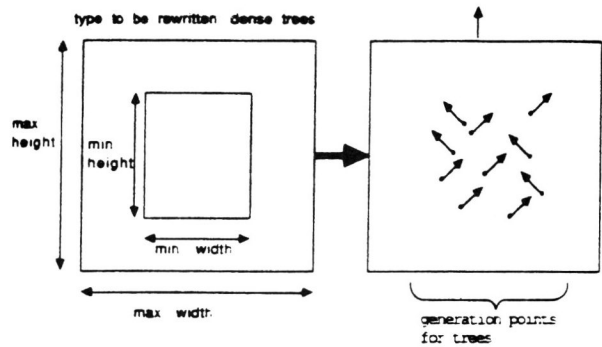 type to be rewritten dense trees
max
height
min
height
min width
max width
generation points
for trees